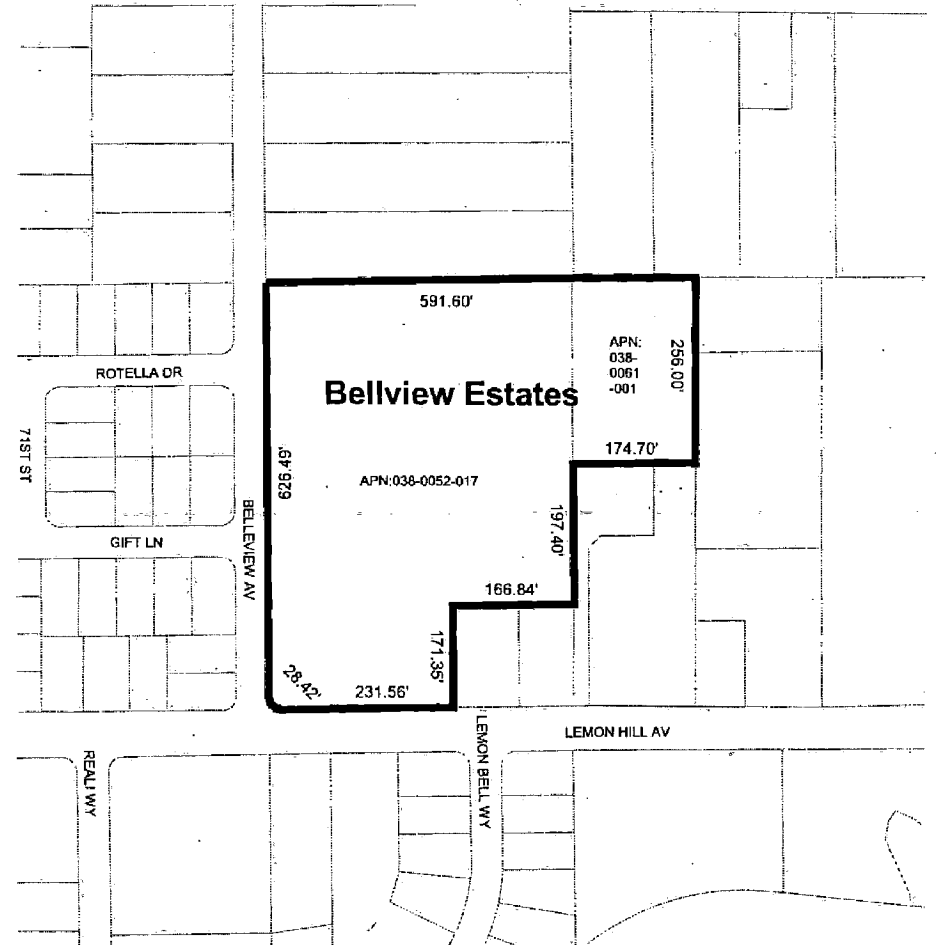 591.60'
APN:
038-
0061
-001
256.00'
ROTELLA DR
Bellview Estates
71ST ST
174.70'
626.49'
APN:038-0052-017
BELLEVIEW AV
197.40'
GIFT LN
166.84'
171.35'
28.42'
231.56'
LEMON HILL AV
LEMON BELL WY
REALI WY